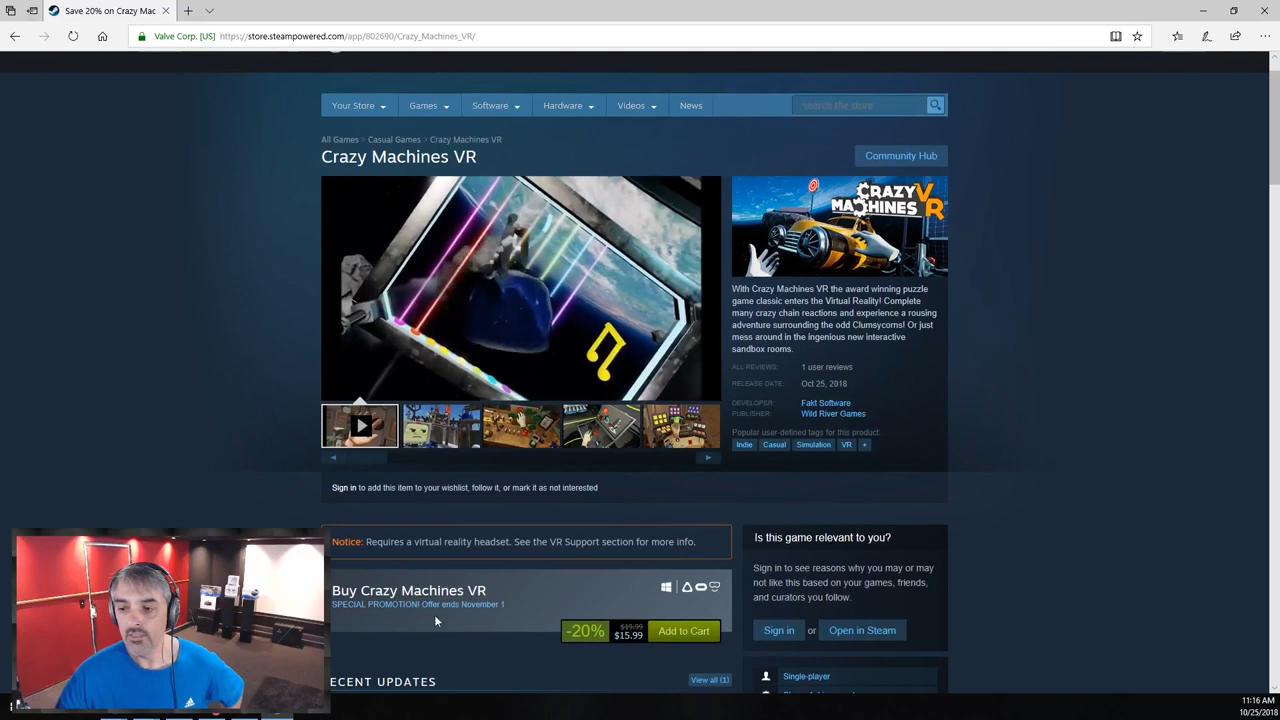 Save 20% on Crazy Mac
Valve Corp. [US] https://store.steampowered.com/app/802690/Crazy_Machines_VR/
Your Store Games Software Hardware Videos News search the store
All Games > Casual Games > Crazy Machines VR
Crazy Machines VR
Community Hub
CRAZY
MACHINES VR
With Crazy Machines VR the award winning puzzle
game classic enters the Virtual Reality! Complete
many crazy chain reactions and experience a rousing
adventure surrounding the odd Clumsycorns! Or just
mess around in the ingenious new interactive
sandbox rooms.
ALL REVIEWS: 1 user reviews
RELEASE DATE: Oct 25, 2018
DEVELOPER: Fakt Software
PUBLISHER: Wild River Games
Popular user-defined tags for this product:
Indie Casual Simulation VR +
Sign in to add this item to your wishlist, follow it, or mark it as not interested
Notice: Requires a virtual reality headset. See the VR Support section for more info.
Buy Crazy Machines VR
SPECIAL PROMOTION! Offer ends November 1
-20% $19.99 $15.99 Add to Cart
ECENT UPDATES View all (1)
Is this game relevant to you?
Sign in to see reasons why you may or may
not like this based on your games, friends,
and curators you follow.
Sign in or Open in Steam
Single-player
11:16 AM
10/25/2018
adidas